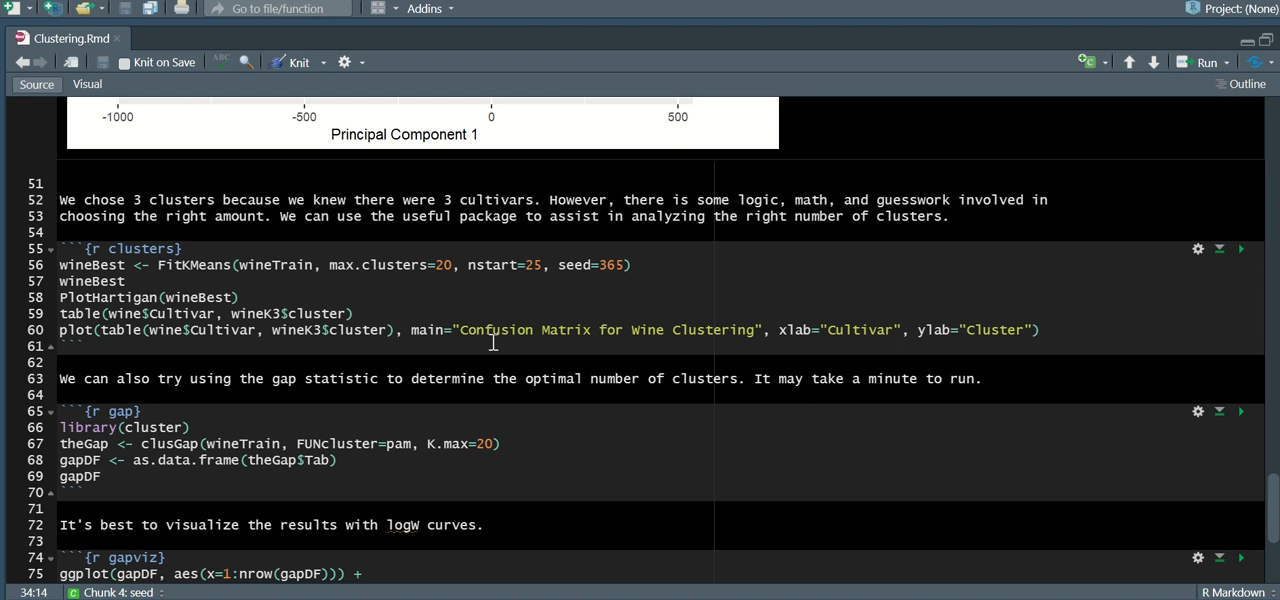 Go to file/function
Addins
Project: (None)
Clustering.Rmd
Knit on Save
ABC
Knit
Run
Source
Visual
Outline
-1000
-500
0
500
Principal Component 1
51
52 We chose 3 clusters because we knew there were 3 cultivars. However, there is some logic, math, and guesswork involved in
53 choosing the right amount. We can use the useful package to assist in analyzing the right number of clusters.
54
55 ```{r clusters}
56 wineBest <- FitKMeans(wineTrain, max.clusters=20, nstart=25, seed=365)
57 wineBest
58 PlotHartigan(wineBest)
59 table(wine$Cultivar, wineK3$cluster)
60 plot(table(wine$Cultivar, wineK3$cluster), main="Confusion Matrix for Wine Clustering", xlab="Cultivar", ylab="Cluster")
61 ```
62
63 We can also try using the gap statistic to determine the optimal number of clusters. It may take a minute to run.
64
65 ```{r gap}
66 library(cluster)
67 theGap <- clusGap(wineTrain, FUNcluster=pam, K.max=20)
68 gapDF <- as.data.frame(theGap$Tab)
69 gapDF
70 ```
71
72 It's best to visualize the results with logW curves.
73
74 ```{r gapviz}
75 ggplot(gapDF, aes(x=1:nrow(gapDF))) +
34:14
Chunk 4: seed
R Markdown